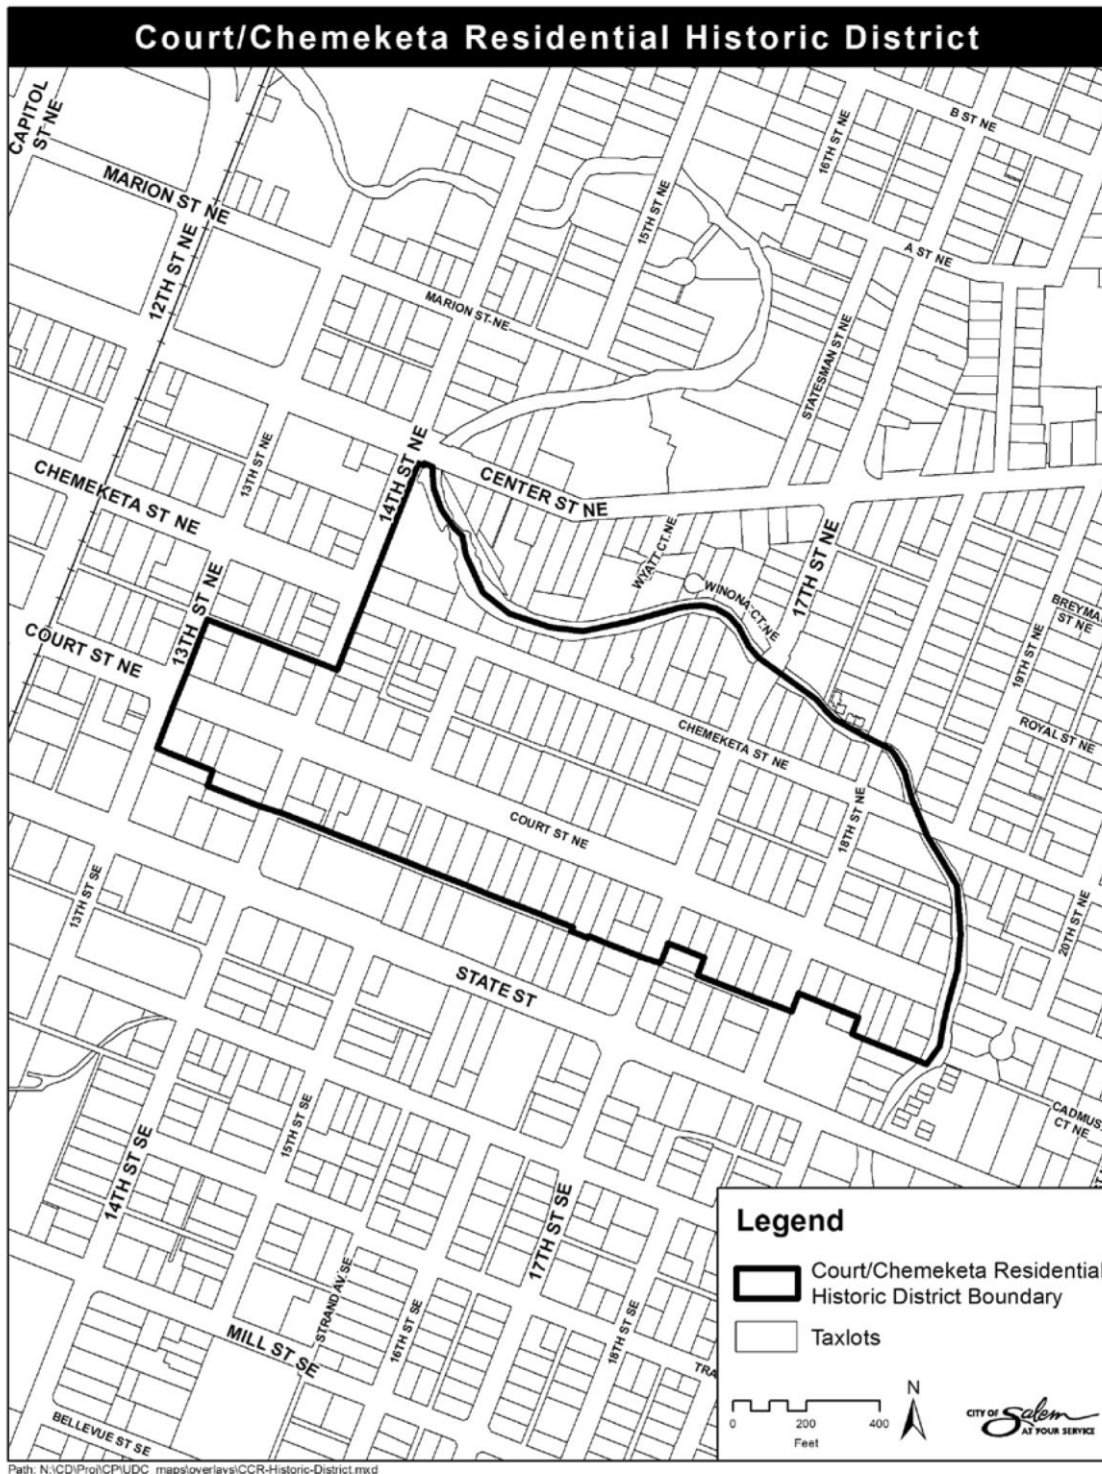 Court/Chemeketa Residential Historic District
CAPITOL
ST NE
B ST NE
MARION ST NE
16TH ST NE
15TH ST NE
A ST NE
12TH ST NE
MARION ST NE
STATESMAN ST NE
14TH ST NE
13TH ST NE
CHEMEKETA ST NE
CENTER ST NE
WYATT CT NE
WINONA CT NE
17TH ST NE
BREYMA
ST NE
13TH ST NE
COURT ST NE
19TH ST NE
ROYAL ST NE
CHEMEKETA ST NE
18TH ST NE
COURT ST NE
13TH ST SE
20TH ST NE
STATE ST
CADMUS
CT NE
15TH ST SE
14TH ST SE
17TH ST SE
STRAND AV SE
16TH ST SE
18TH ST SE
MILL ST SE
TRA
BELLEVUE ST SE
Legend
Court/Chemeketa Residential
Historic District Boundary
Taxlots
N
0 200 400
Feet
CITY OF Salem
AT YOUR SERVICE
Path: N:\CD\Proj\CP\UDC_maps\overlays\CCR-Historic-District.mxd